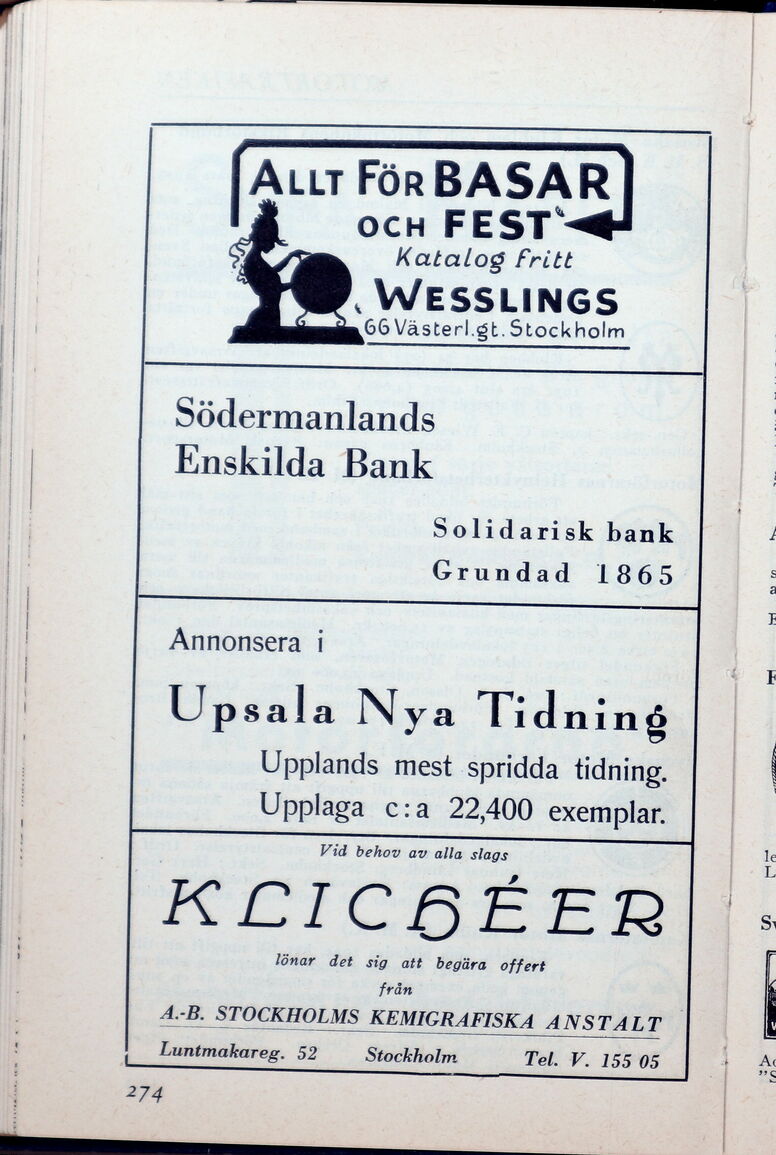 ALLT FÖR BASAR
OCH FEST
Katalog fritt
WESSLINGS
66 Västerl.gt. Stockholm
Södermanlands
Enskilda Bank
Solidarisk bank
Grundad 1865
Annonsera i
Upsala Nya Tidning
Upplands mest spridda tidning.
Upplaga c:a 22,400 exemplar.
Vid behov av alla slags
KLICHÉER
lönar det sig att begära offert
från
A.-B. STOCKHOLMS KEMIGRAFISKA ANSTALT
Luntmakareg. 52 Stockholm Tel. V. 155 05
274